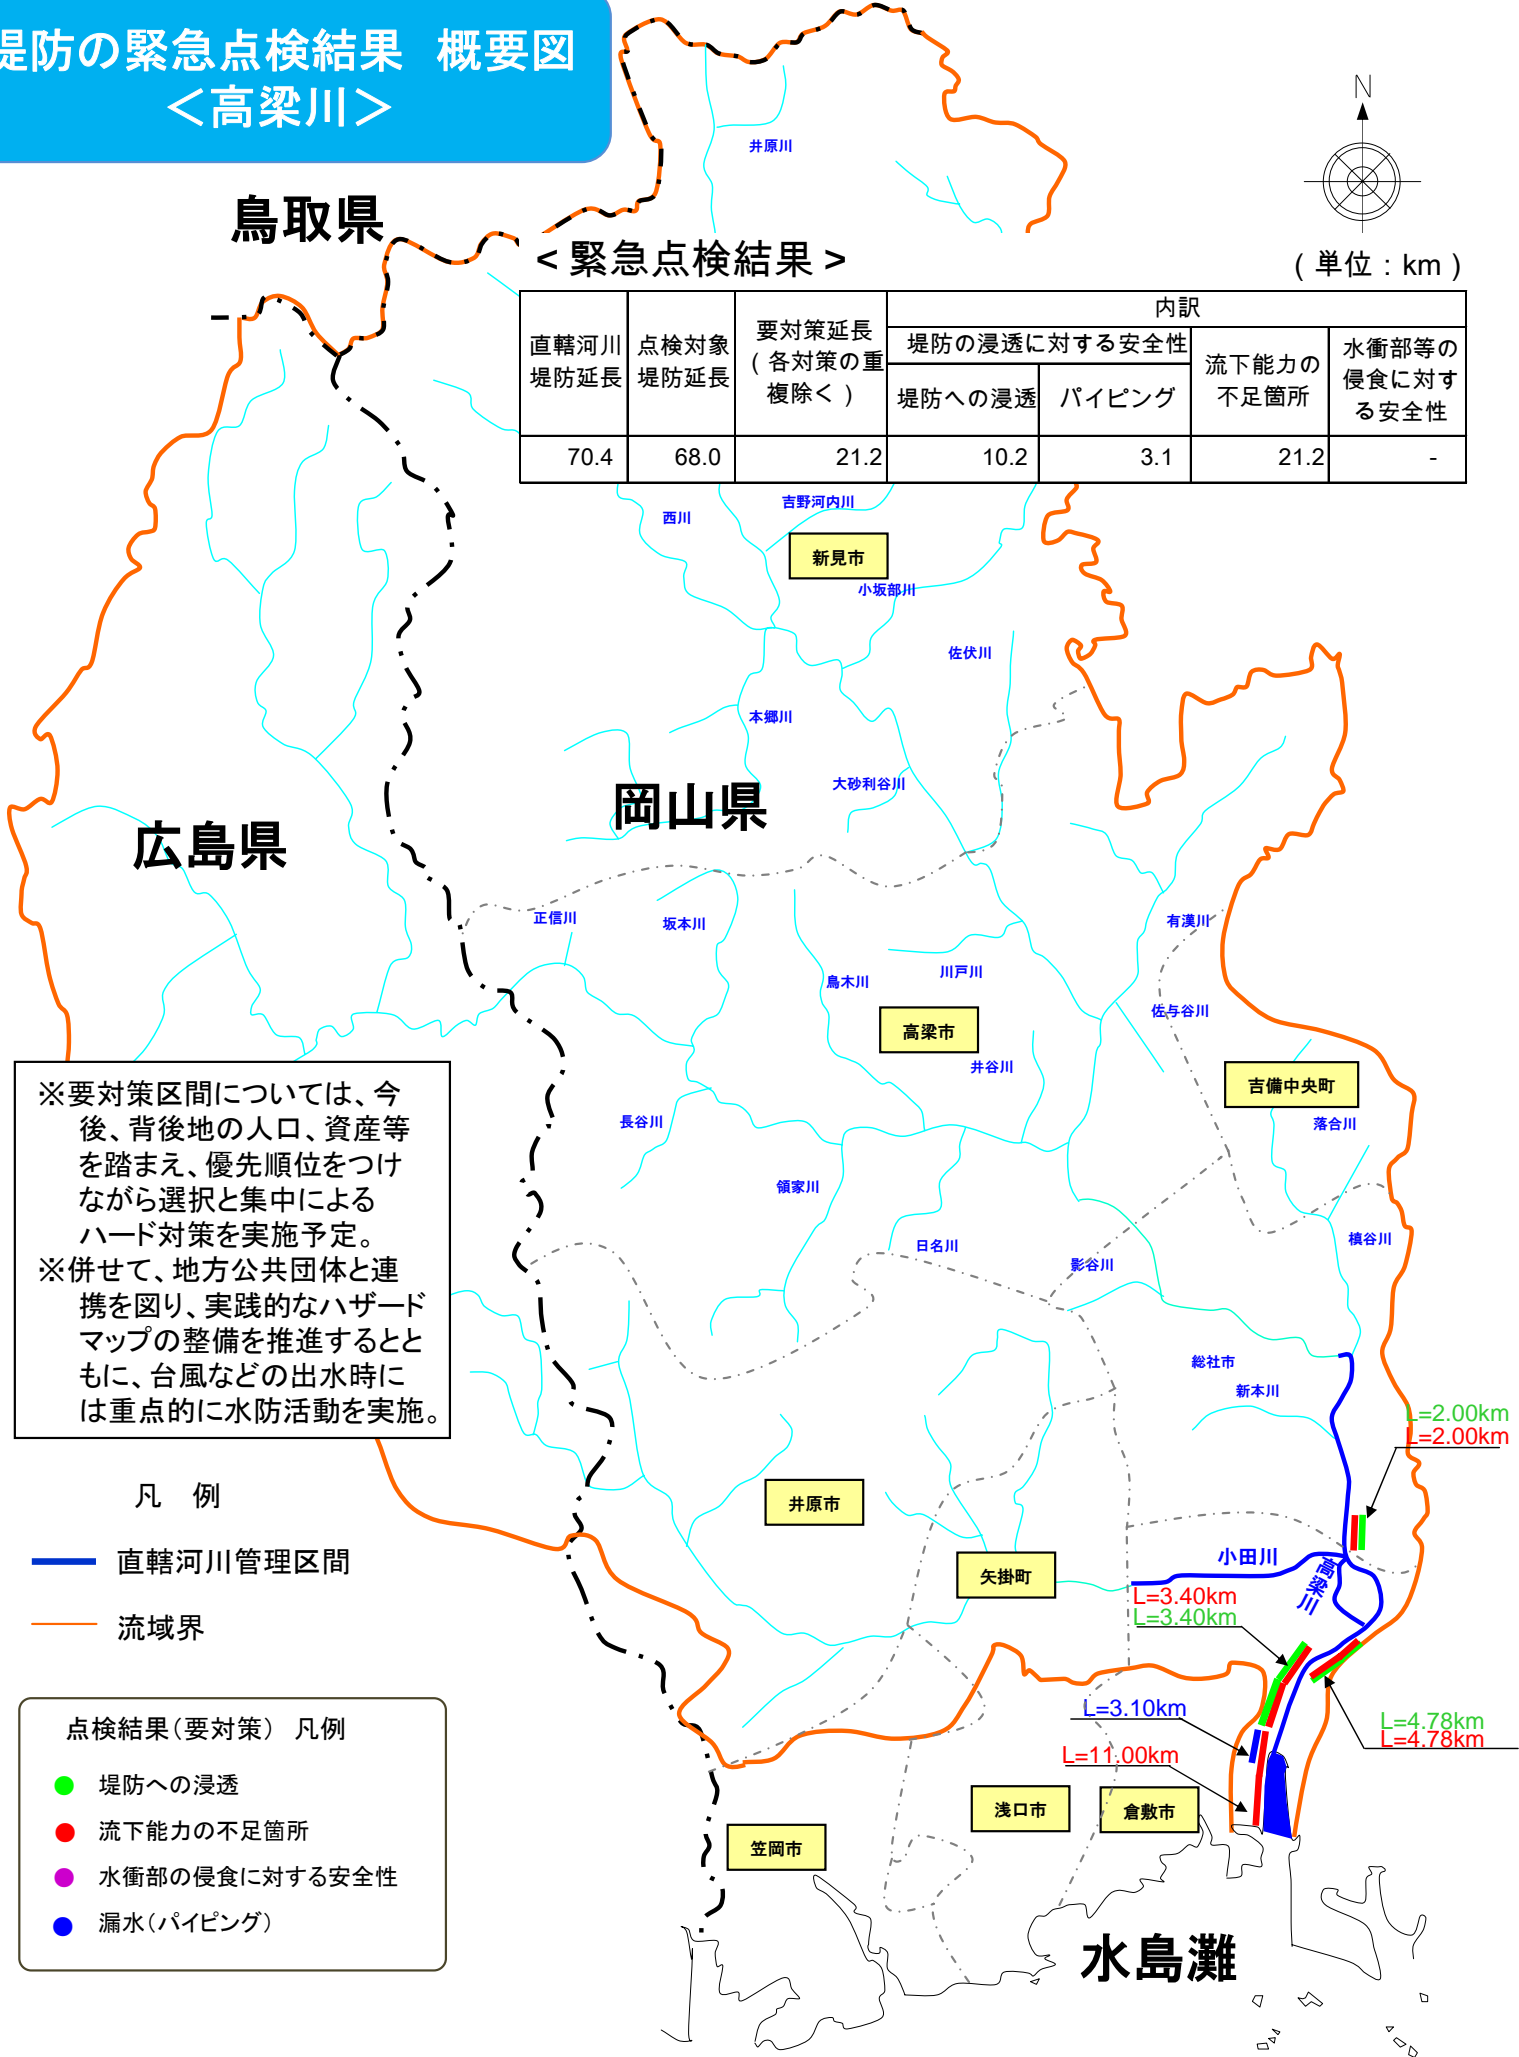 堤防の緊急点検結果　概要図
＜高梁川＞
N
鳥取県
井原川
＜緊急点検結果＞
（単位：km）
直轄河川
堤防延長
点検対象
堤防延長
要対策延長
（各対策の重
複除く）
内訳
堤防の浸透に対する安全性
堤防への浸透
パイピング
流下能力の
不足箇所
水衝部等の
侵食に対す
る安全性
70.4
68.0
21.2
10.2
3.1
21.2
-
西川
吉野河内川
新見市
小坂部川
佐伏川
本郷川
大砂利谷川
岡山県
広島県
正信川
坂本川
有漢川
鳥木川
川戸川
佐与谷川
高梁市
井谷川
吉備中央町
落合川
長谷川
領家川
日名川
影谷川
槙谷川
※要対策区間については、今
後、背後地の人口、資産等
を踏まえ、優先順位をつけ
ながら選択と集中による
ハード対策を実施予定。
※併せて、地方公共団体と連
携を図り、実践的なハザード
マップの整備を推進するとと
もに、台風などの出水時に
は重点的に水防活動を実施。
総社市
新本川
L=2.00km
L=2.00km
井原市
矢掛町
小田川
高梁川
L=3.40km
L=3.40km
L=3.10km
L=4.78km
L=4.78km
L=11.00km
浅口市
倉敷市
笠岡市
水島灘
凡　例
直轄河川管理区間
流域界
点検結果（要対策）　凡例
堤防への浸透
流下能力の不足箇所
水衝部の侵食に対する安全性
漏水（パイピング）